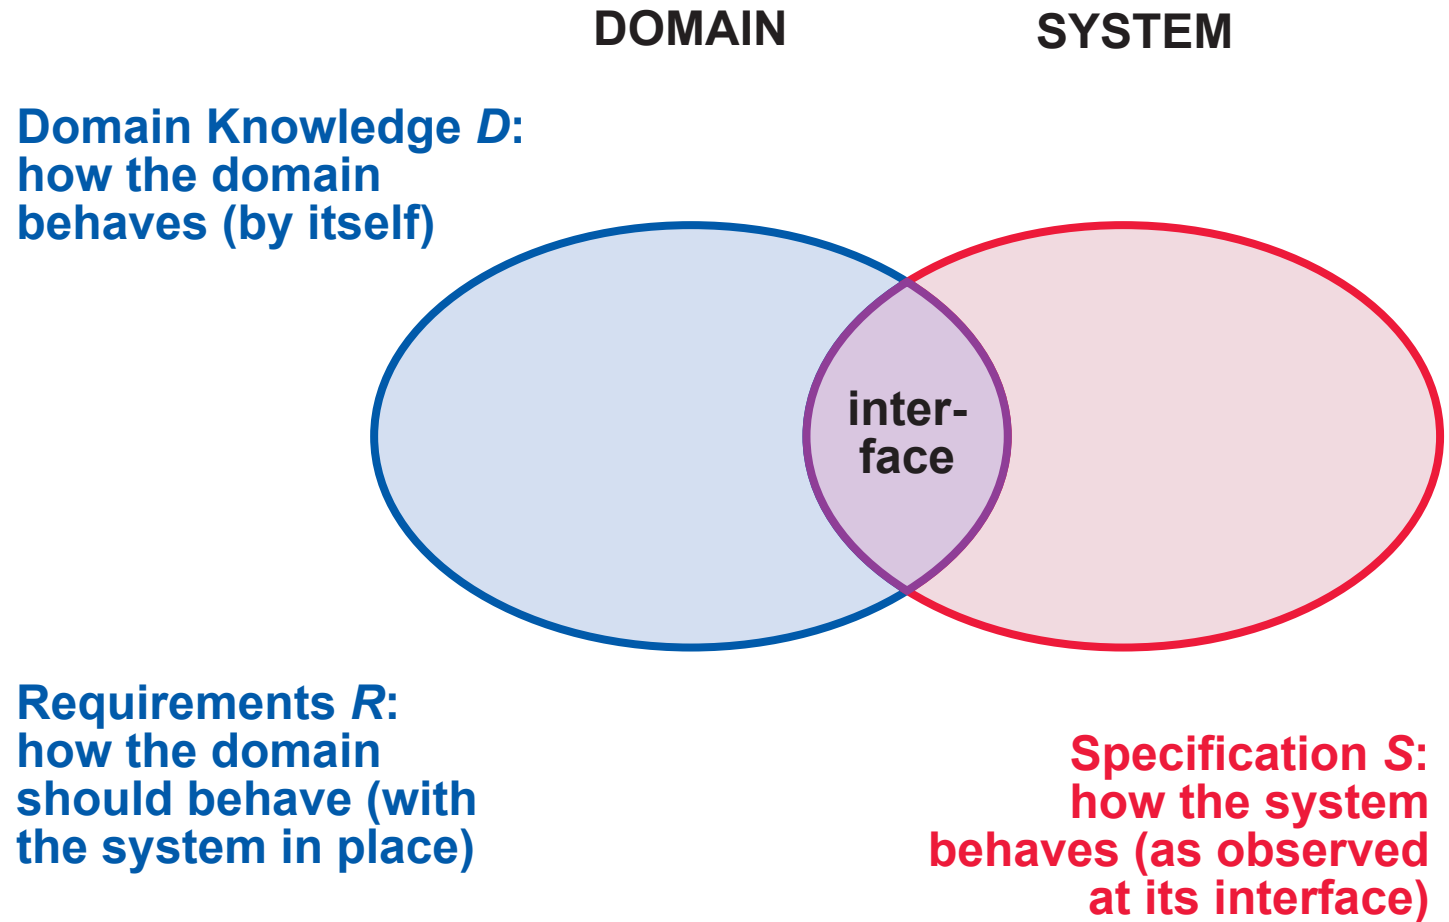 DOMAIN SYSTEM
Domain Knowledge D:
how the domain
behaves (by itself)
inter-
face
Requirements R:
how the domain
should behave (with
the system in place)
Specification S:
how the system
behaves (as observed
at its interface)